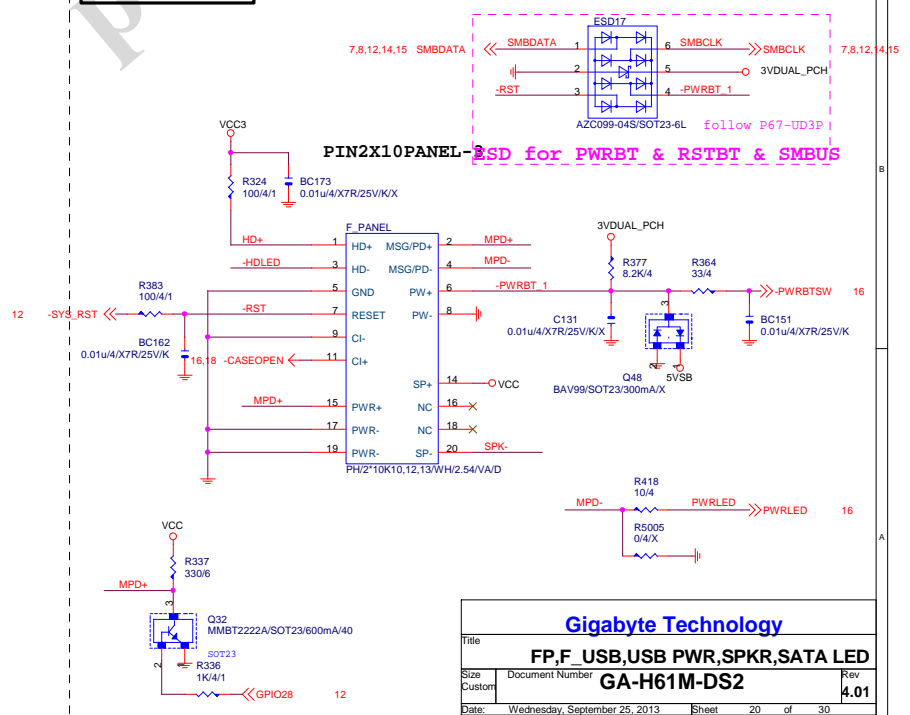 ESD17
7,8,12,14,15 SMBDATA
SMBDATA 1
6 SMBCLK
SMBCLK 7,8,12,14,15
2
5
3VDUAL_PCH
-RST 3
4 -PWRBT_1
AZC099-04S/SOT23-6L
follow P67-UD3P
ESD for PWRBT & RSTBT & SMBUS
B
VCC3
PIN2X10PANEL-
R324
100/4/1
BC173
0.01u/4/X7R/25V/K/X
F_PANEL
HD+ 1 HD+ MSG/PD+ 2 MPD+
-HDLED 3 HD- MSG/PD- 4 MPD-
5 GND PW+ 6 -PWRBT_1
-RST 7 RESET PW- 8
9 CI-
16,18 -CASEOPEN 11 CI+
SP+ 14 VCC
MPD+ 15 PWR+ NC 16
17 PWR- NC 18
19 PWR- SP- 20 SPK-
PH/2*10K10,12,13/WH/2.54/VA/D
12 -SYS_RST
R383
100/4/1
BC162
0.01u/4/X7R/25V/K
3VDUAL_PCH
R377
8.2K/4
R364
33/4
-PWRBTSW 16
C131
0.01u/4/X7R/25V/K/X
3
BC151
0.01u/4/X7R/25V/K
2
1
5VSB
Q48
BAV99/SOT23/300mA/X
R418
10/4
MPD-
PWRLED
PWRLED 16
R5005
0/4/X
A
VCC
R337
330/6
MPD+
3
Q32
MMBT2222A/SOT23/600mA/40
SOT23
2
1
R336
1K/4/1
GPIO28 12
Gigabyte Technology
Title
FP,F_USB,USB PWR,SPKR,SATA LED
Size
Custom
Document Number
GA-H61M-DS2
Rev
4.01
Date: Wednesday, September 25, 2013 Sheet 20 of 30